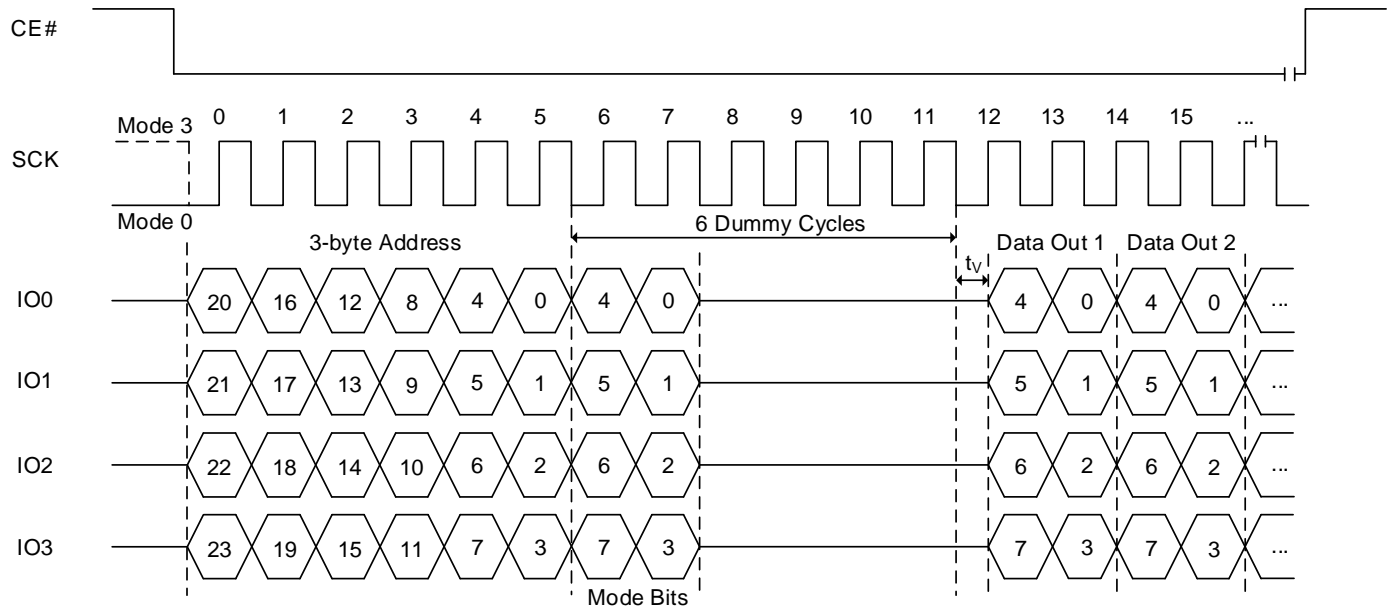 CE#
0 1 2 3 4 5 6 7 8 9 10 11 12 13 14 15 ...
Mode 3
SCK
Mode 0
6 Dummy Cycles
3-byte Address
Data Out 1 Data Out 2
tV
IO0 20 16 12 8 4 0 4 0 4 0 4 0 ...
IO1 21 17 13 9 5 1 5 1 5 1 5 1 ...
IO2 22 18 14 10 6 2 6 2 6 2 6 2 ...
IO3 23 19 15 11 7 3 7 3 7 3 7 3 ...
Mode Bits